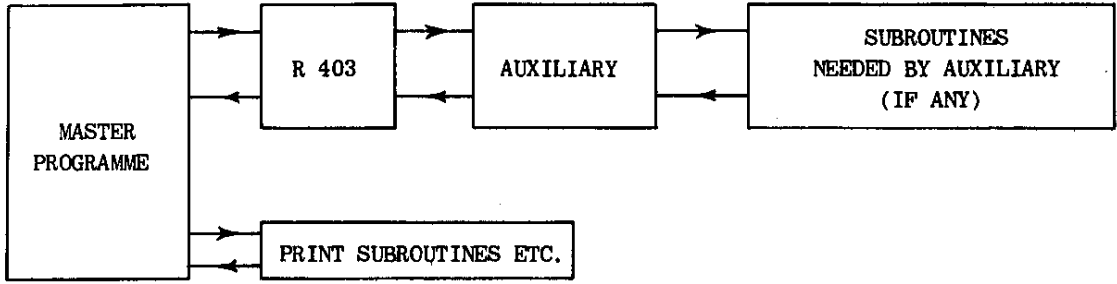 MASTER
PROGRAMME
R 403
AUXILIARY
SUBROUTINES
NEEDED BY AUXILIARY
(IF ANY)
PRINT SUBROUTINES ETC.